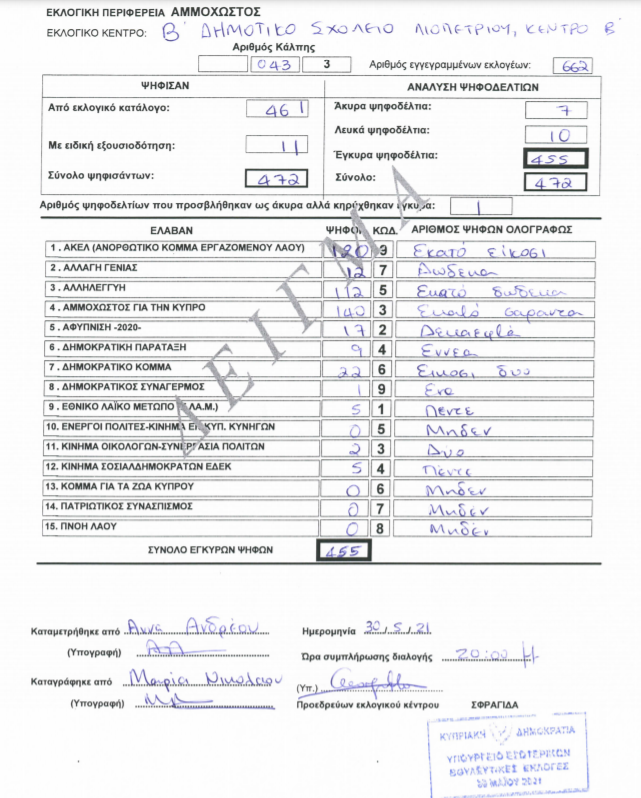 ΕΚΛΟΓΙΚΗ ΠΕΡΙΦΕΡΕΙΑ ΑΜΜΟΧΩΣΤΟΣ
ΕΚΛΟΓΙΚΟ ΚΕΝΤΡΟ: Β' ΔΗΜΟΤΙΚΟ ΣΧΟΛΕΙΟ ΛΙΟΠΕΤΡΙΟΥ, ΚΕΝΤΡΟ Β
Αριθμός Κάλπης
043 3 Αριθμός εγγεγραμμένων εκλογέων: 662
ΨΗΦΙΣΑΝ ΑΝΑΛΥΣΗ ΨΗΦΟΔΕΛΤΙΩΝ
Από εκλογικό κατάλογο: 461 Άκυρα ψηφοδέλτια: 7
Λευκά ψηφοδέλτια: 10
Με ειδική εξουσιοδότηση: 11 Έγκυρα ψηφοδέλτια: 455
Σύνολο ψηφισάντων: 472 Σύνολο: 472
Αριθμός ψηφοδελτίων που προσβλήθηκαν ως άκυρα αλλά κηρύχθηκαν έγκυρα: 1
ΕΛΑΒΑΝ ΨΗΦΟΙ ΚΩΔ. ΑΡΙΘΜΟΣ ΨΗΦΩΝ ΟΛΟΓΡΑΦΩΣ
1 . ΑΚΕΛ (ΑΝΟΡΘΩΤΙΚΟ ΚΟΜΜΑ ΕΡΓΑΖΟΜΕΝΟΥ ΛΑΟΥ) 120 9 Εκατό είκοσι
2 . ΑΛΛΑΓΗ ΓΕΝΙΑΣ 12 7 Δωδεκα
3 . ΑΛΛΗΛΕΓΓΥΗ 112 5 Εκατό δωδεκα
4 . ΑΜΜΟΧΩΣΤΟΣ ΓΙΑ ΤΗΝ ΚΥΠΡΟ 140 3 Εκατό σαραντα
5 . ΑΦΥΠΝΙΣΗ -2020- 17 2 Δεκαεφτά
6 . ΔΗΜΟΚΡΑΤΙΚΗ ΠΑΡΑΤΑΞΗ 9 4 Εννεα
7 . ΔΗΜΟΚΡΑΤΙΚΟ ΚΟΜΜΑ 22 6 Εικοσι δυο
8 . ΔΗΜΟΚΡΑΤΙΚΟΣ ΣΥΝΑΓΕΡΜΟΣ 1 9 Ενα
9 . ΕΘΝΙΚΟ ΛΑΪΚΟ ΜΕΤΩΠΟ 5 1 Πεντε
10. ΕΝΕΡΓΟΙ ΠΟΛΙΤΕΣ-ΚΙΝΗΜΑ ΕΝ. ΚΥΠ. ΚΥΝΗΓΩΝ 0 5 Μηδεν
11. ΚΙΝΗΜΑ ΟΙΚΟΛΟΓΩΝ-ΣΥΝΕΡΓΑΣΙΑ ΠΟΛΙΤΩΝ 2 3 Δυο
12. ΚΙΝΗΜΑ ΣΟΣΙΑΛΔΗΜΟΚΡΑΤΩΝ ΕΔΕΚ 5 4 Πεντε
13. ΚΟΜΜΑ ΓΙΑ ΤΑ ΖΩΑ ΚΥΠΡΟΥ 0 6 Μηδεν
14. ΠΑΤΡΙΩΤΙΚΟΣ ΣΥΝΑΣΠΙΣΜΟΣ 0 7 Μηδεν
15. ΠΝΟΗ ΛΑΟΥ 0 8 Μηδέν
ΣΥΝΟΛΟ ΕΓΚΥΡΩΝ ΨΗΦΩΝ 455
ΔΕΙΓΜΑ
Καταμετρήθηκε από Αννα Ανδρέου Ημερομηνία 30/5/21
(Υπογραφή) Ώρα συμπλήρωσης διαλογής 20:00
Καταγράφηκε από Μαρία Νικολαου (Υπ.)
(Υπογραφή) Προεδρεύων εκλογικού κέντρου ΣΦΡΑΓΙΔΑ
ΚΥΠΡΙΑΚΗ ΔΗΜΟΚΡΑΤΙΑ
ΥΠΟΥΡΓΕΙΟ ΕΣΩΤΕΡΙΚΩΝ
ΒΟΥΛΕΥΤΙΚΕΣ ΕΚΛΟΓΕΣ
30 ΜΑΪΟΥ 2021